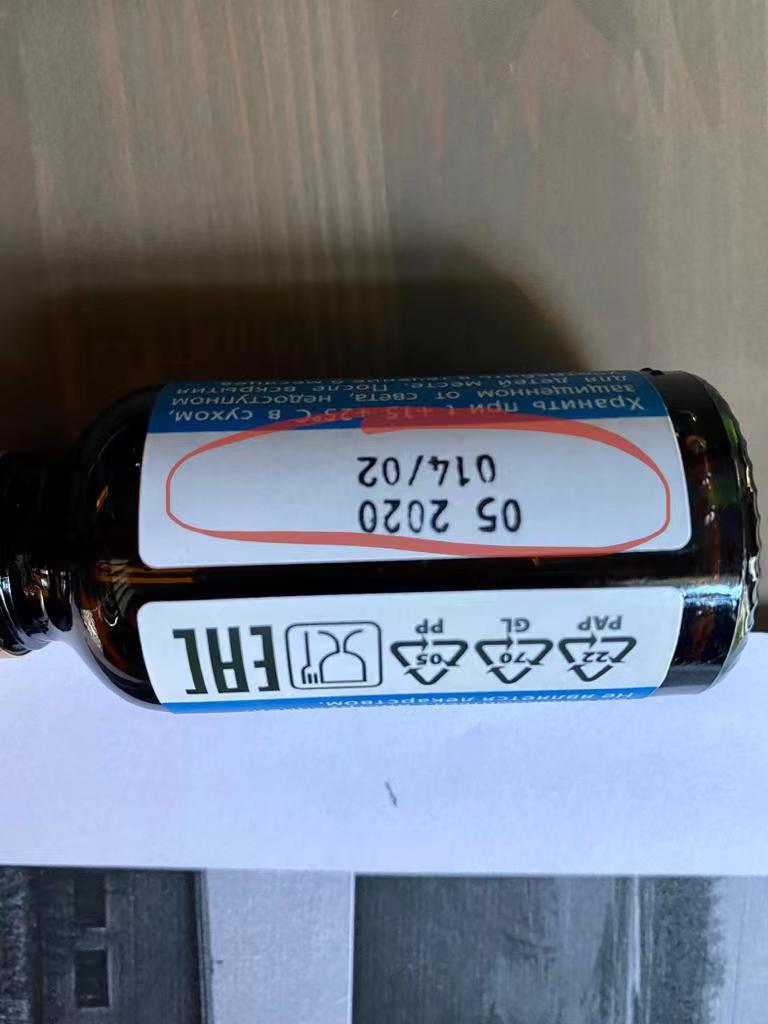 Не является лекарством.
22 70 05 EAC
PAP GL PP
05 2020
014/02
Хранить при t +15 +25°C в сухом,
защищенном от света, недоступном
для детей месте. После вскрытия
месяцев